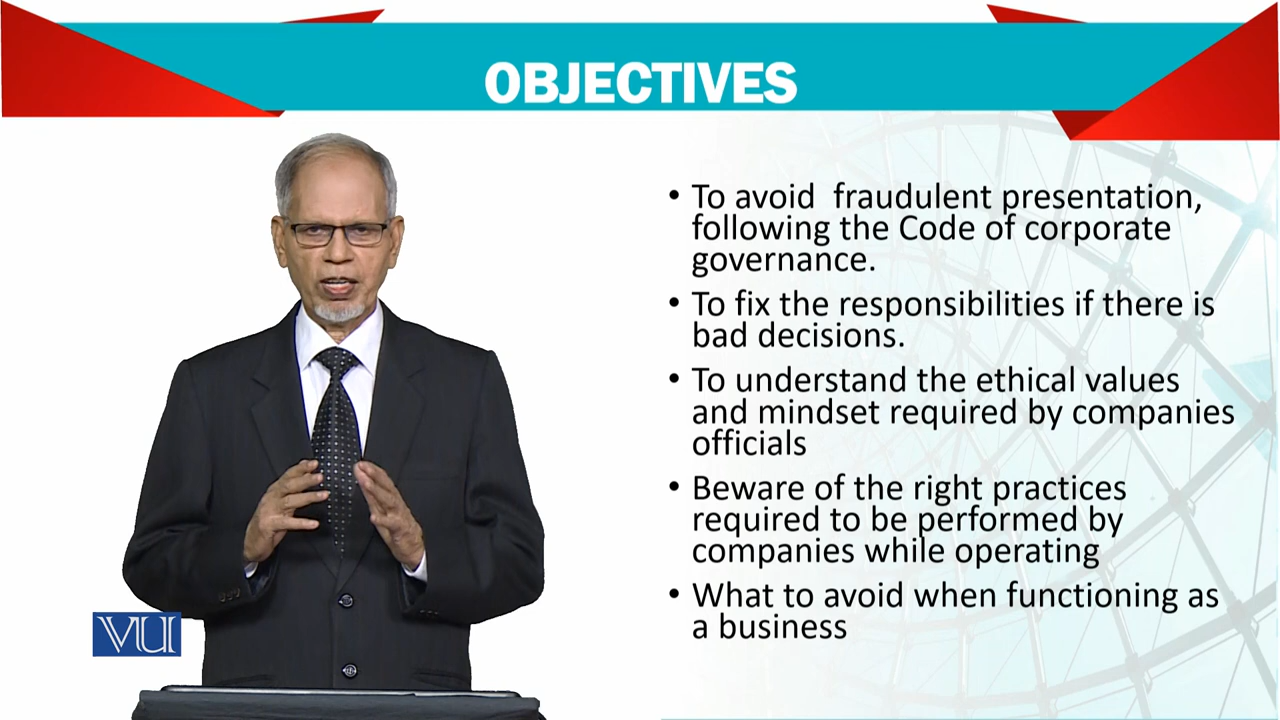 OBJECTIVES
• To avoid  fraudulent presentation,
following the Code of corporate
governance.
• To fix the responsibilities if there is
bad decisions.
• To understand the ethical values
and mindset required by companies
officials
• Beware of the right practices
required to be performed by
companies while operating
• What to avoid when functioning as
a business
VU